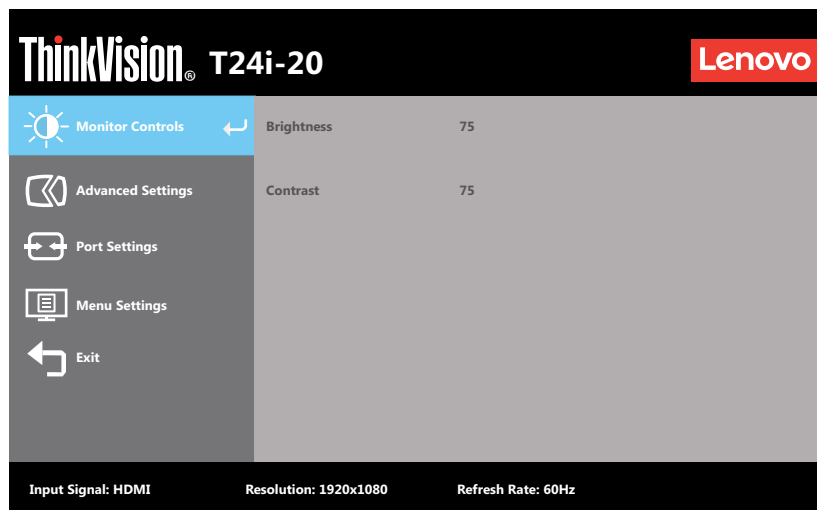 ThinkVision® T24i-20
Lenovo
Monitor Controls
Brightness 75
Advanced Settings
Contrast 75
Port Settings
Menu Settings
Exit
Input Signal: HDMI Resolution: 1920x1080 Refresh Rate: 60Hz